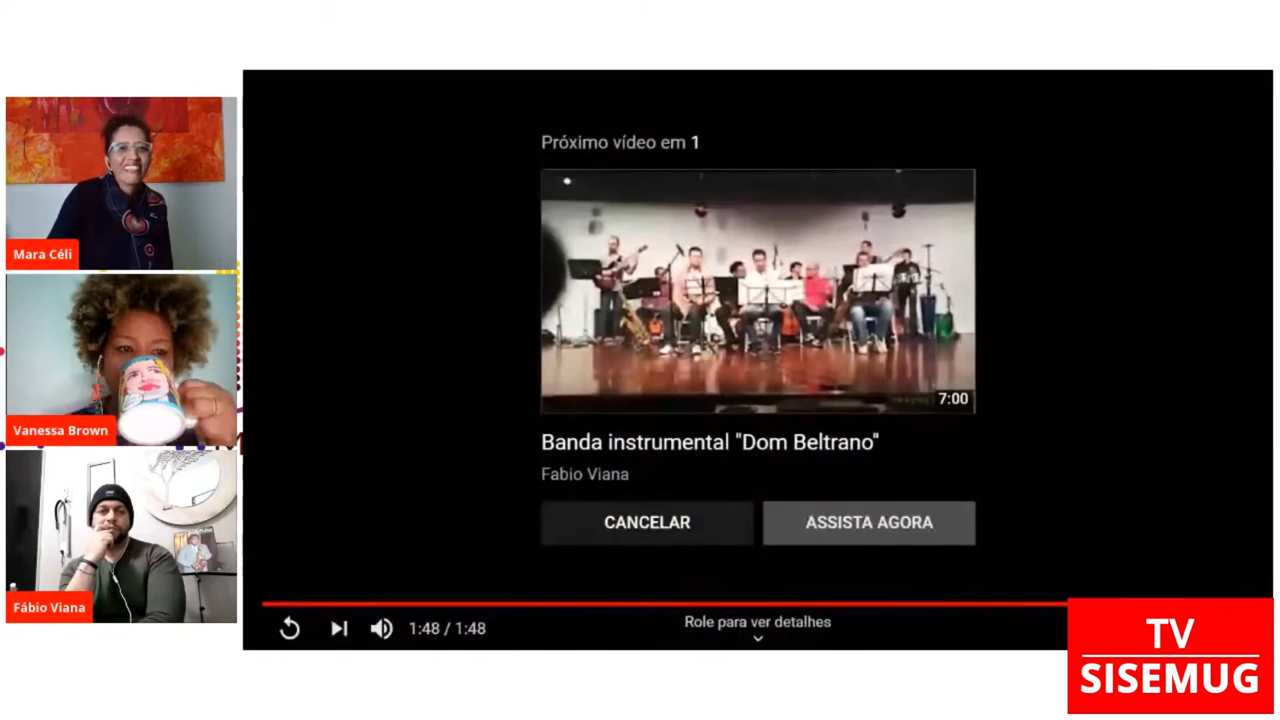 Mara Céli
Vanessa Brown
Fábio Viana
Próximo vídeo em 1
7:00
Banda instrumental "Dom Beltrano"
Fabio Viana
CANCELAR
ASSISTA AGORA
1:48 / 1:48
Role para ver detalhes
TV
SISEMUG